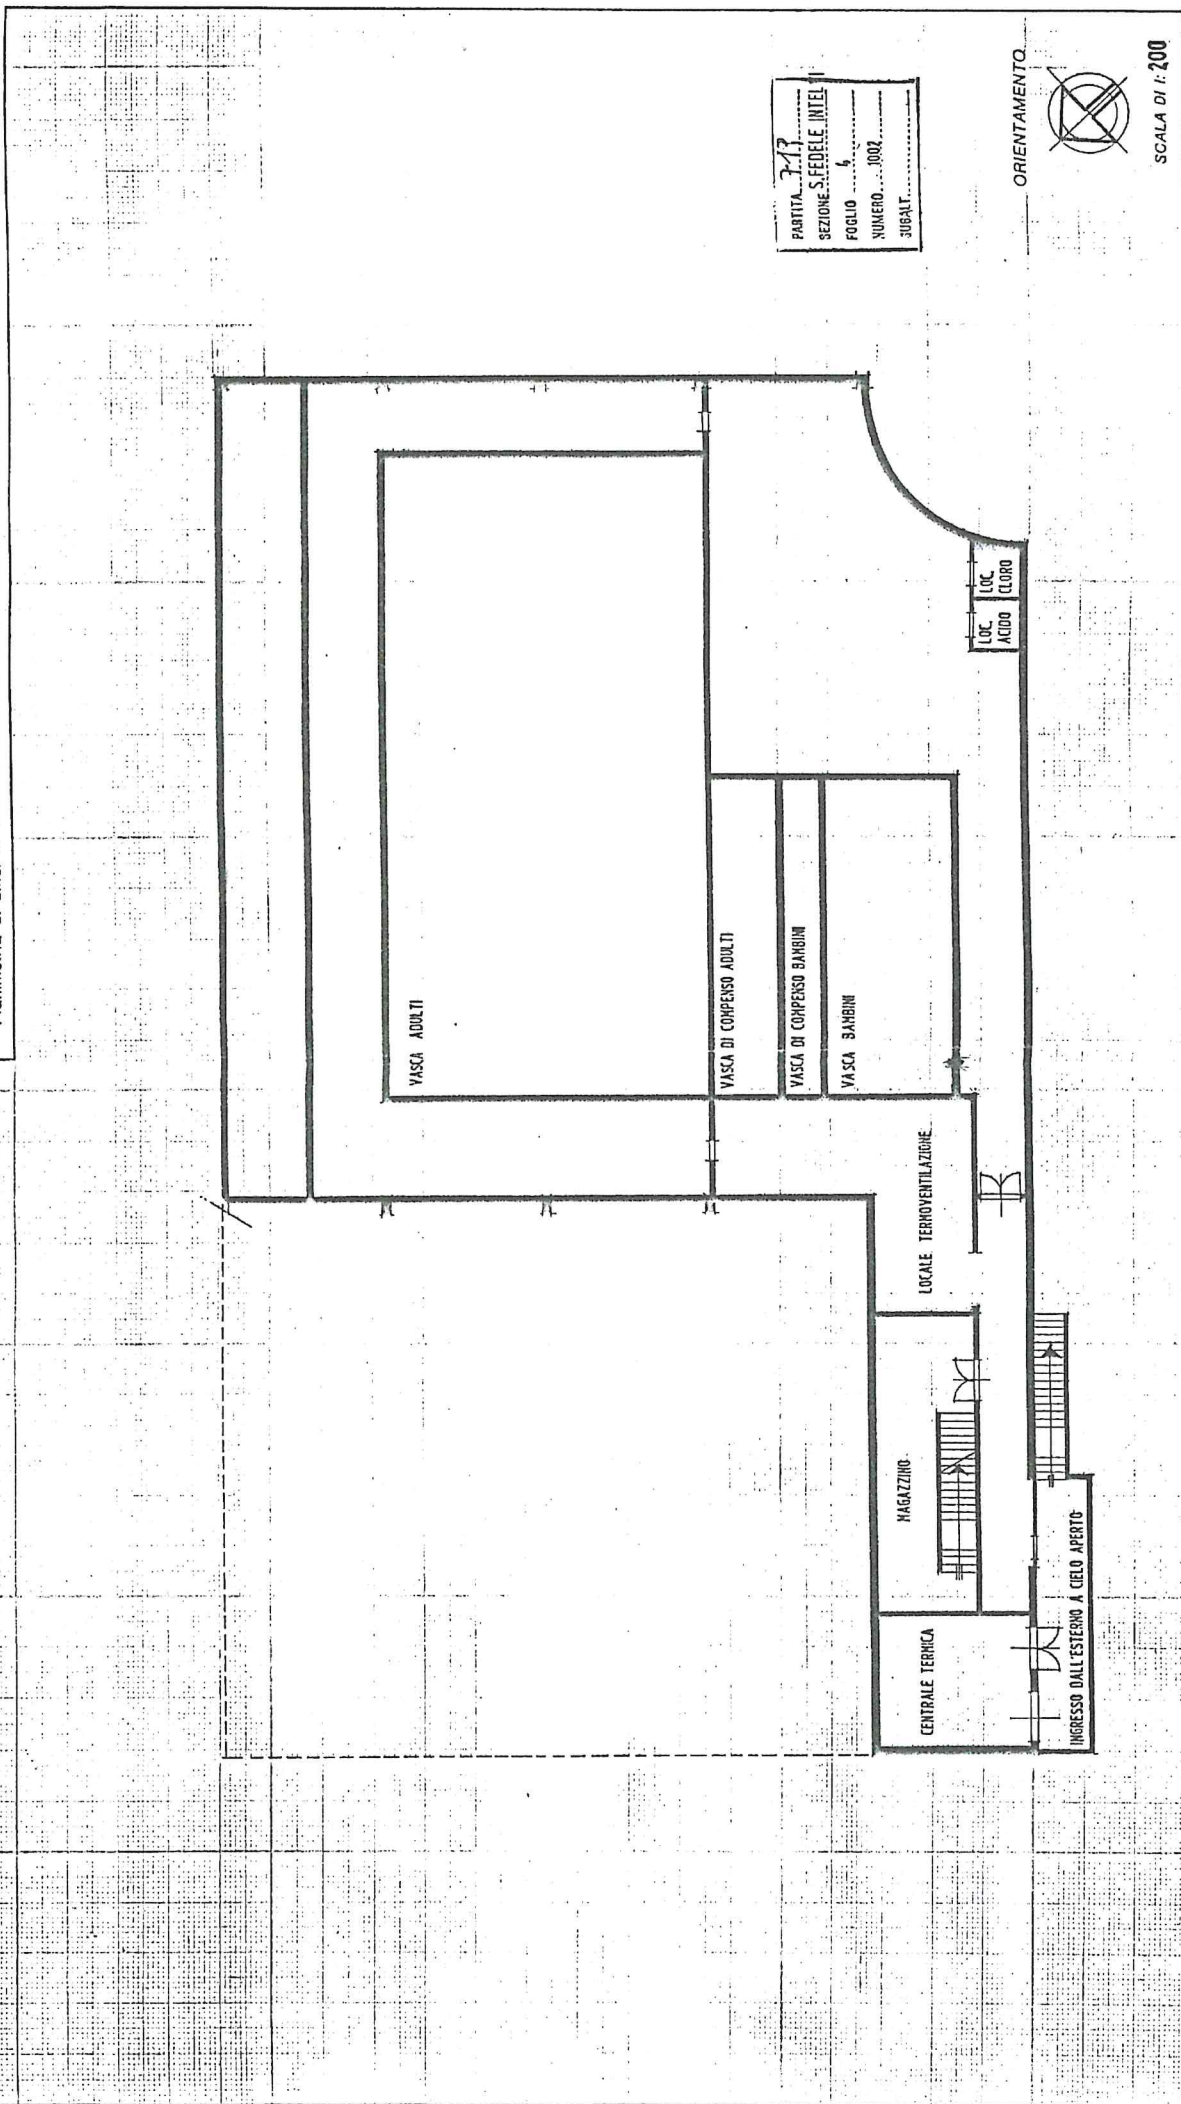 PARTITA 717
SEZIONE S.FEDELE INTELVI
FOGLIO 4
NUMERO 1002
SUBALT.
ORIENTAMENTO
SCALA DI 1:200
VASCA ADULTI
VASCA DI COMPENSO ADULTI
VASCA DI COMPENSO BAMBINI
VASCA BAMBINI
LOC. ACIDO
LOC. CLORO
LOCALE TERMOVENTILAZIONE
MAGAZZINO
CENTRALE TERMICA
INGRESSO DALL'ESTERNO A CIELO APERTO